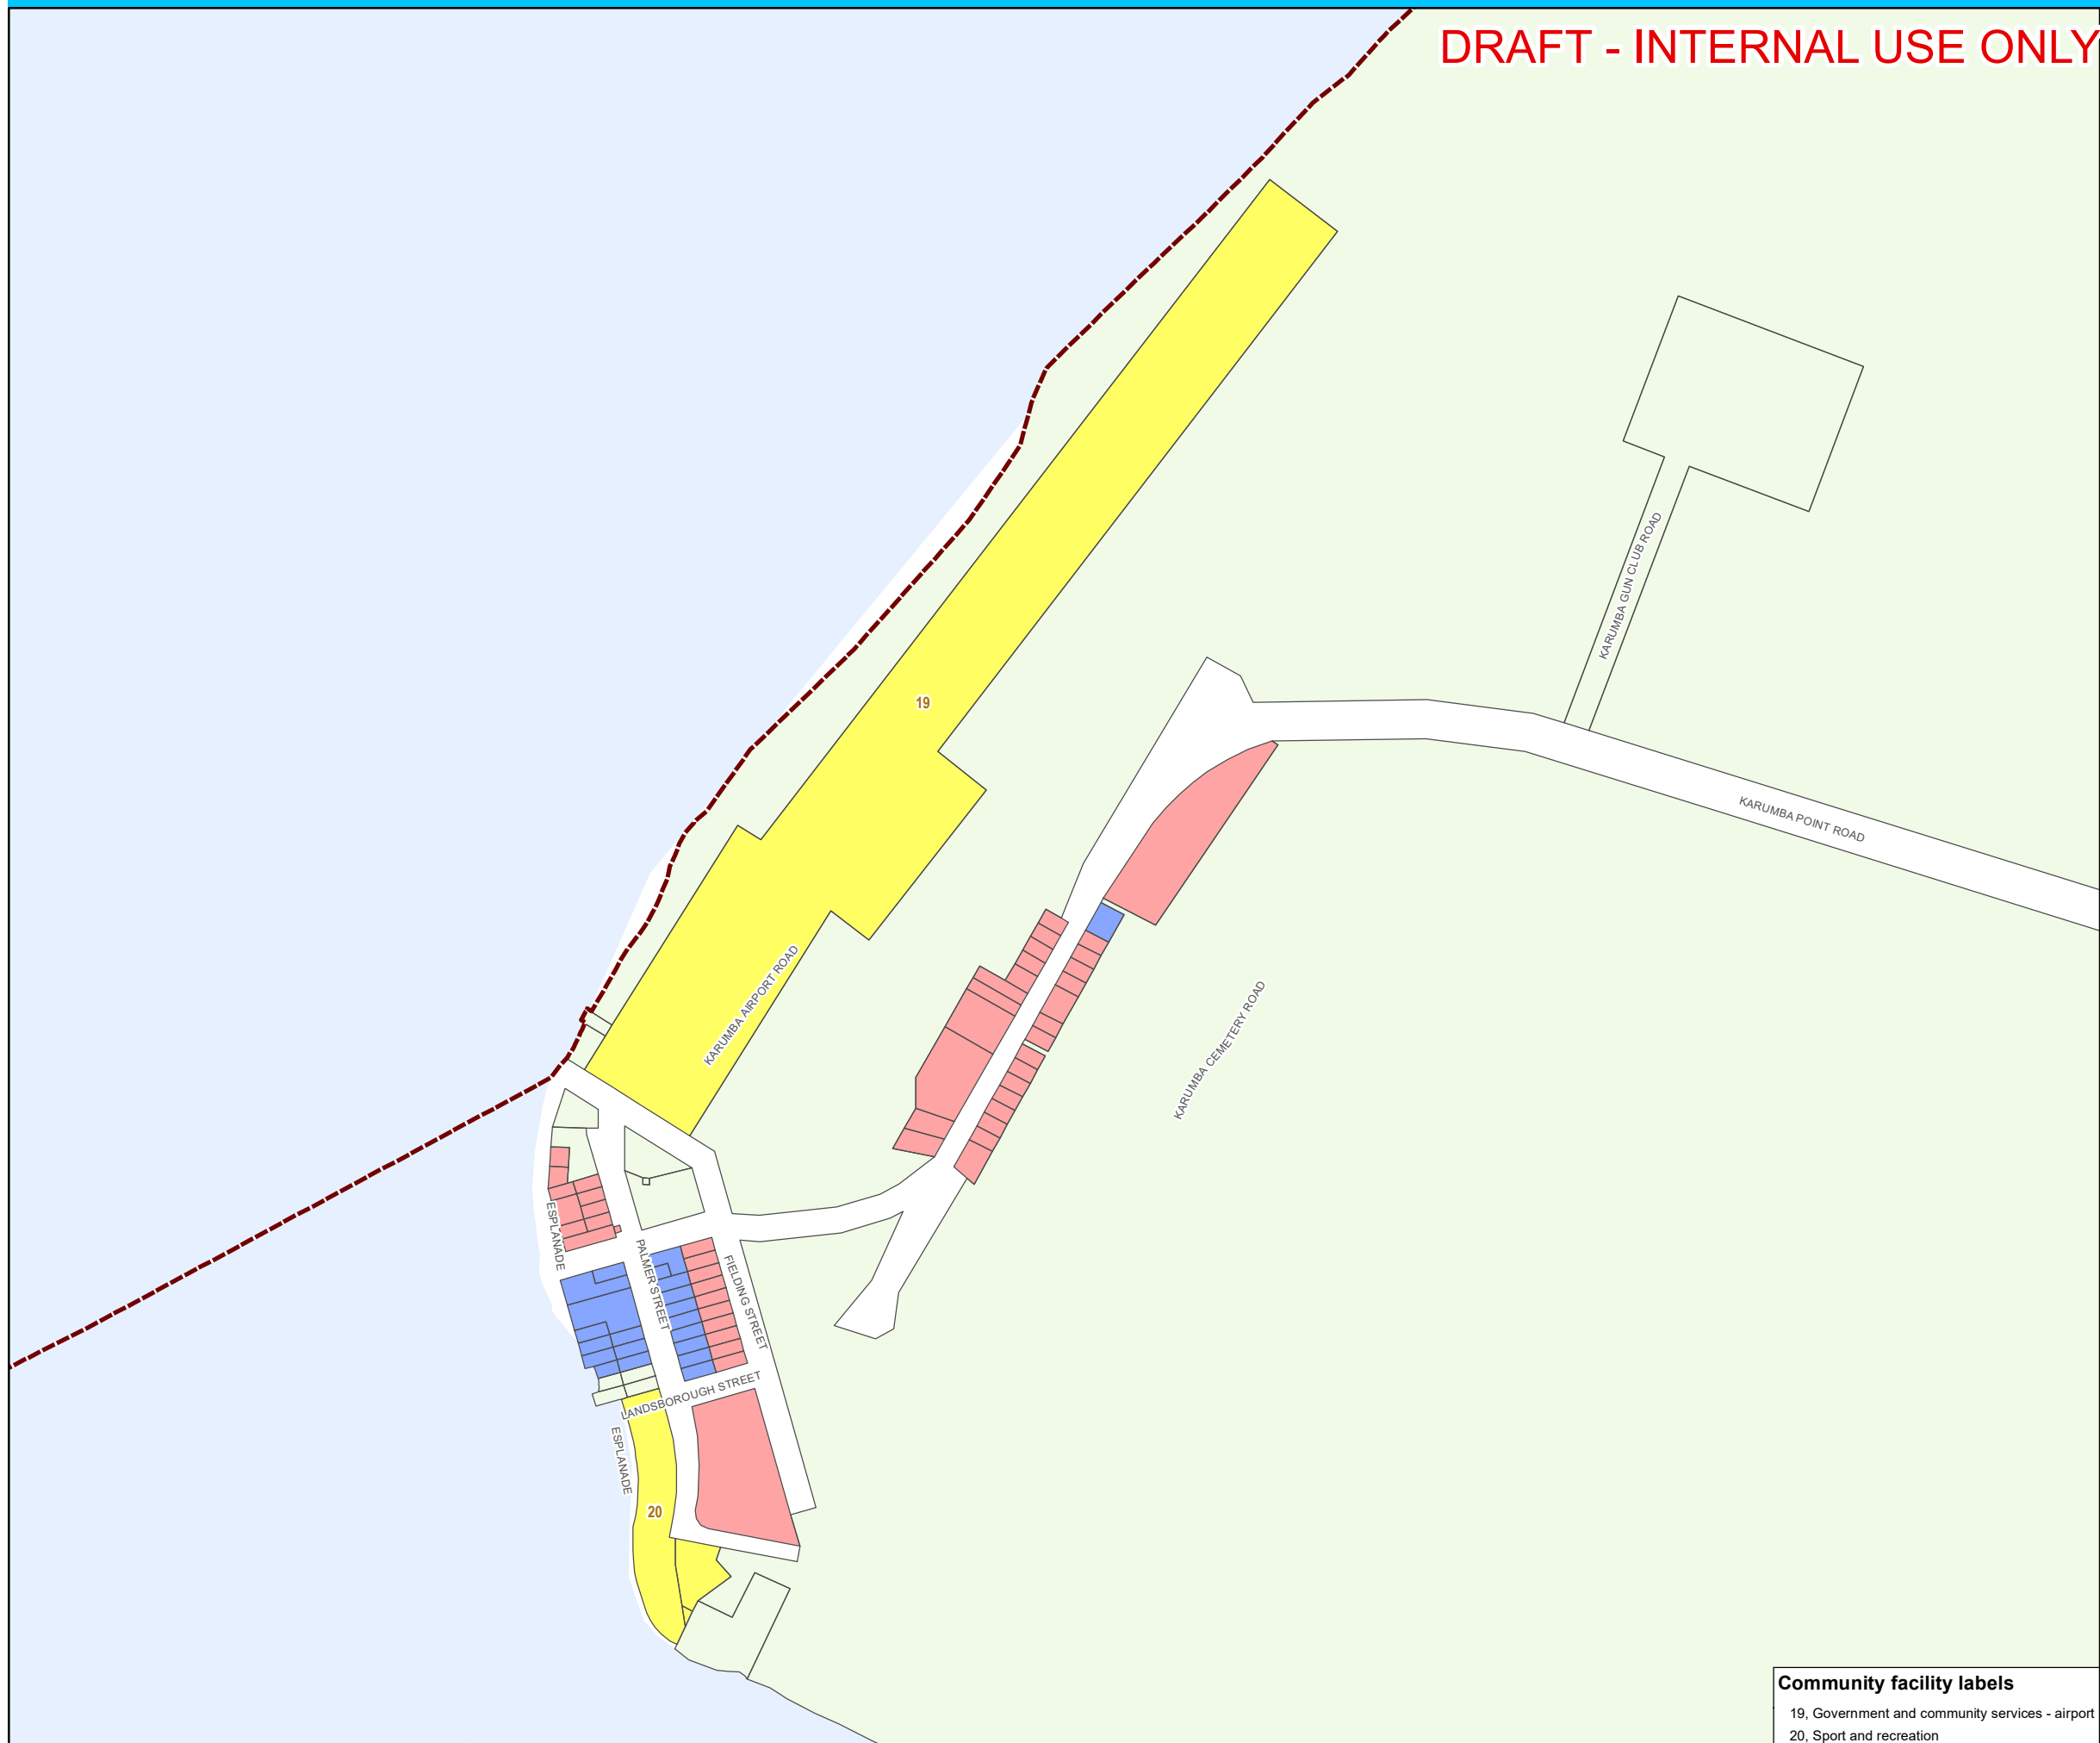 DRAFT - INTERNAL USE ONLY
KARUMBA GUN CLUB ROAD
19
KARUMBA POINT ROAD
KARUMBA AIRPORT ROAD
KARUMBA CEMETERY ROAD
ESPLANADE
PALMER STREET
FIELDING STREET
LANDSBOROUGH STREET
ESPLANADE
20
Community facility labels
19, Government and community services - airport
20, Sport and recreation